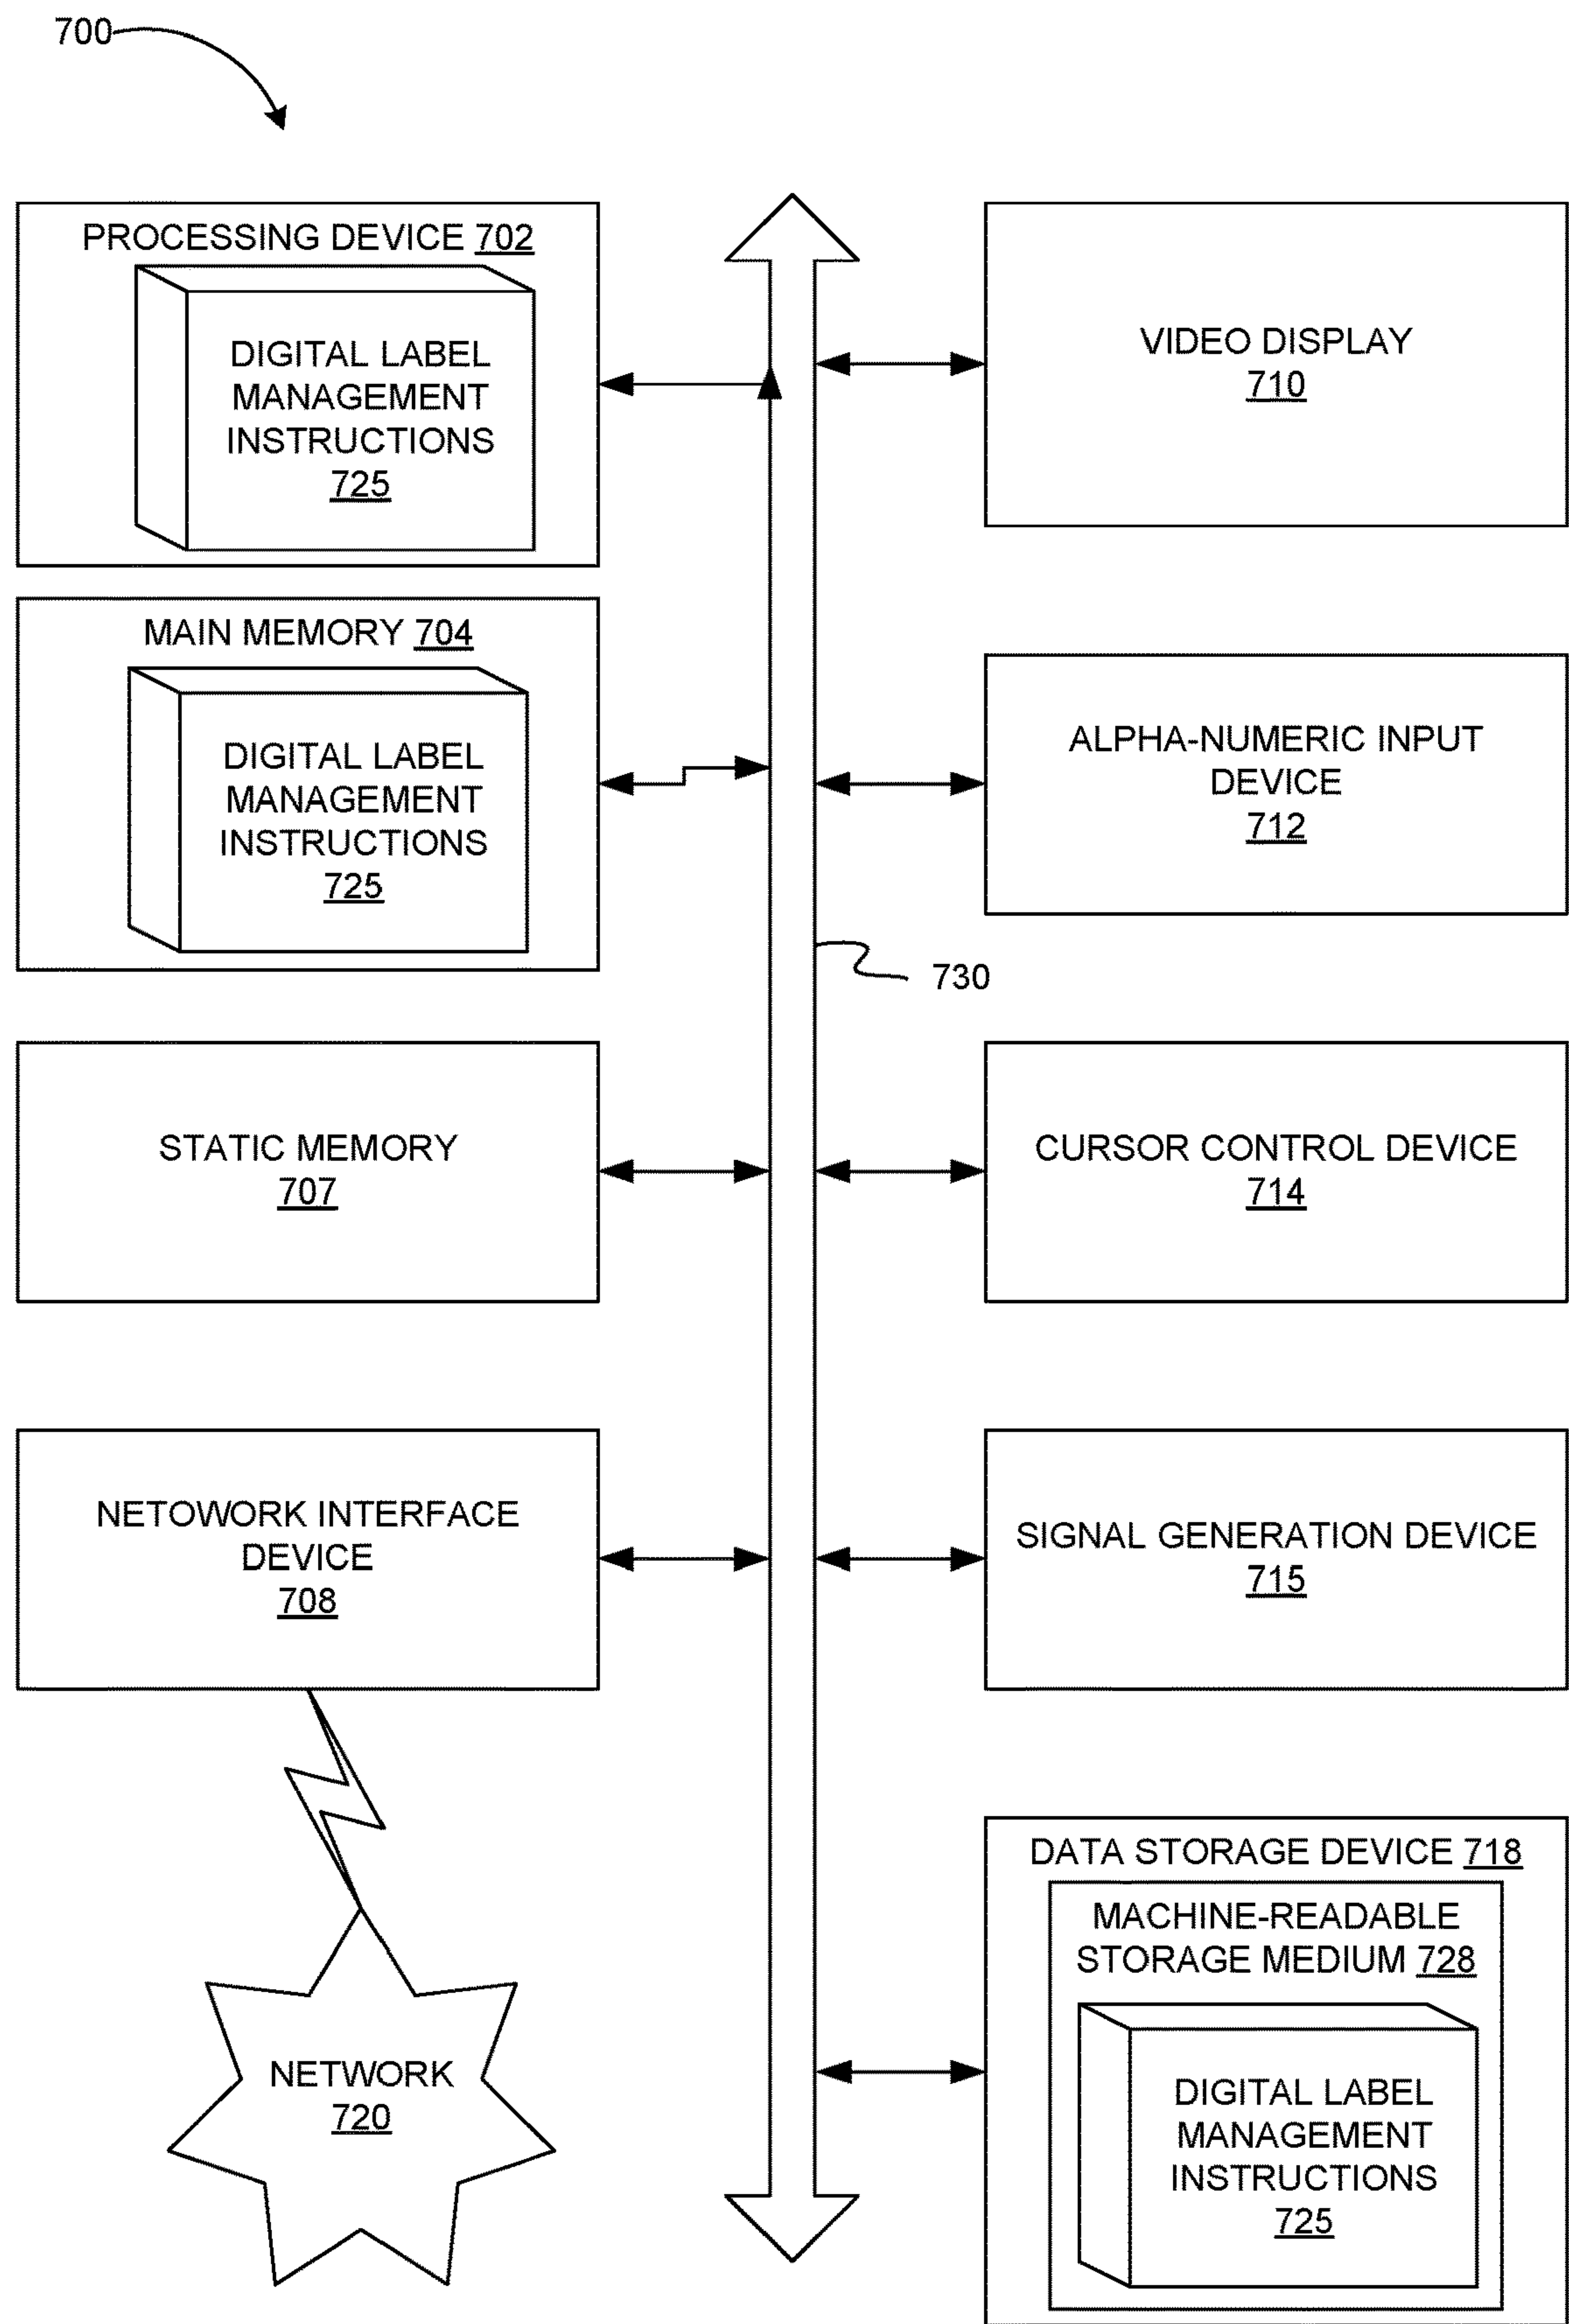 700
PROCESSING DEVICE 702
DIGITAL LABEL
MANAGEMENT
INSTRUCTIONS
725
MAIN MEMORY 704
DIGITAL LABEL
MANAGEMENT
INSTRUCTIONS
725
STATIC MEMORY
707
NETOWORK INTERFACE
DEVICE
708
NETWORK
720
VIDEO DISPLAY
710
ALPHA-NUMERIC INPUT
DEVICE
712
730
CURSOR CONTROL DEVICE
714
SIGNAL GENERATION DEVICE
715
DATA STORAGE DEVICE 718
MACHINE-READABLE
STORAGE MEDIUM 728
DIGITAL LABEL
MANAGEMENT
INSTRUCTIONS
725